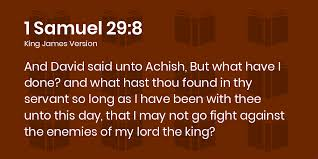 1 Samuel 29:8
King James Version
And David said unto Achish, But what have I
done? and what hast thou found in thy
servant so long as I have been with thee
unto this day, that I may not go fight against
the enemies of my lord the king?